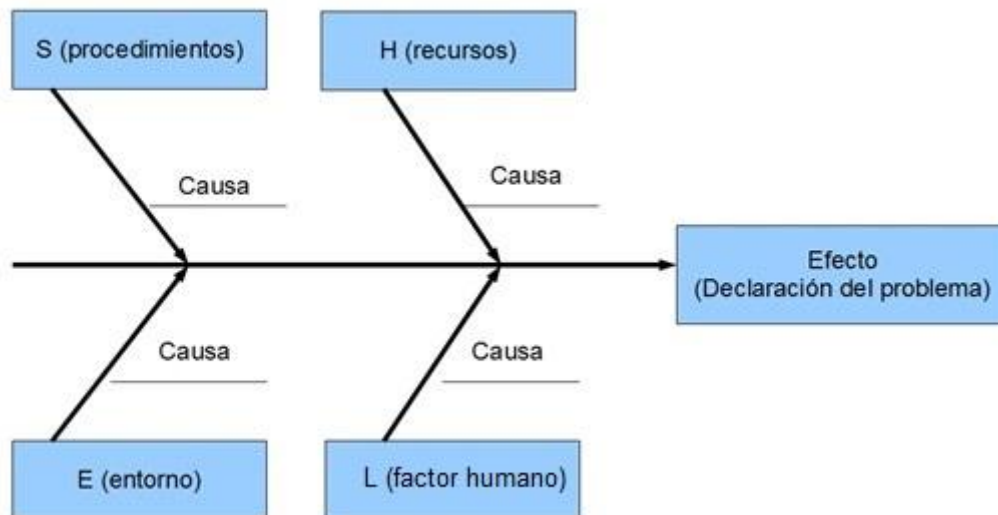 S (procedimientos)
H (recursos)
Causa
Causa
Efecto
(Declaración del problema)
Causa
Causa
E (entorno)
L (factor humano)